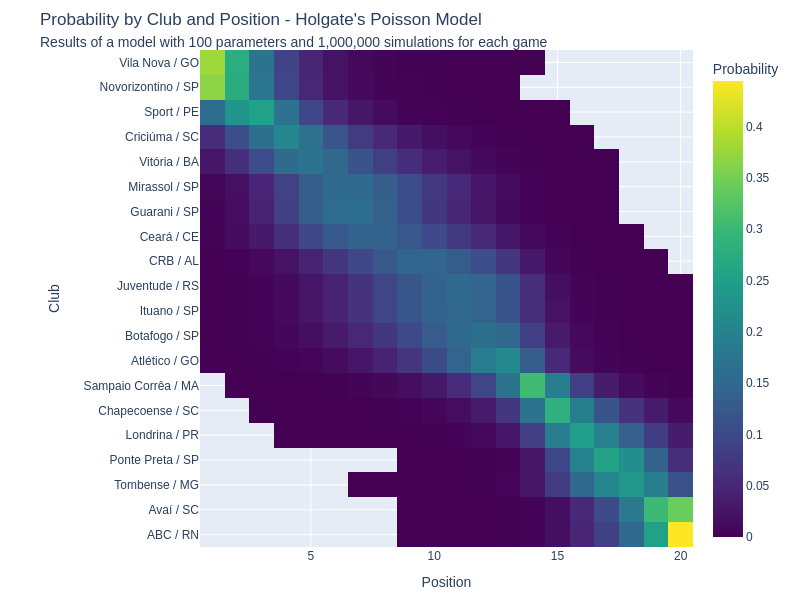 Probability by Club and Position - Holgate's Poisson Model
Results of a model with 100 parameters and 1,000,000 simulations for each game
Probability
Vila Nova / GO
Novorizontino / SP
Sport / PE
Criciúma / SC
Vitória / BA
Mirassol / SP
Guarani / SP
Ceará / CE
CRB / AL
Juventude / RS
Ituano / SP
Botafogo / SP
Atlético / GO
Sampaio Corrêa / MA
Chapecoense / SC
Londrina / PR
Ponte Preta / SP
Tombense / MG
Avaí / SC
ABC / RN
Club
5
10
15
20
Position
0.4
0.35
0.3
0.25
0.2
0.15
0.1
0.05
0